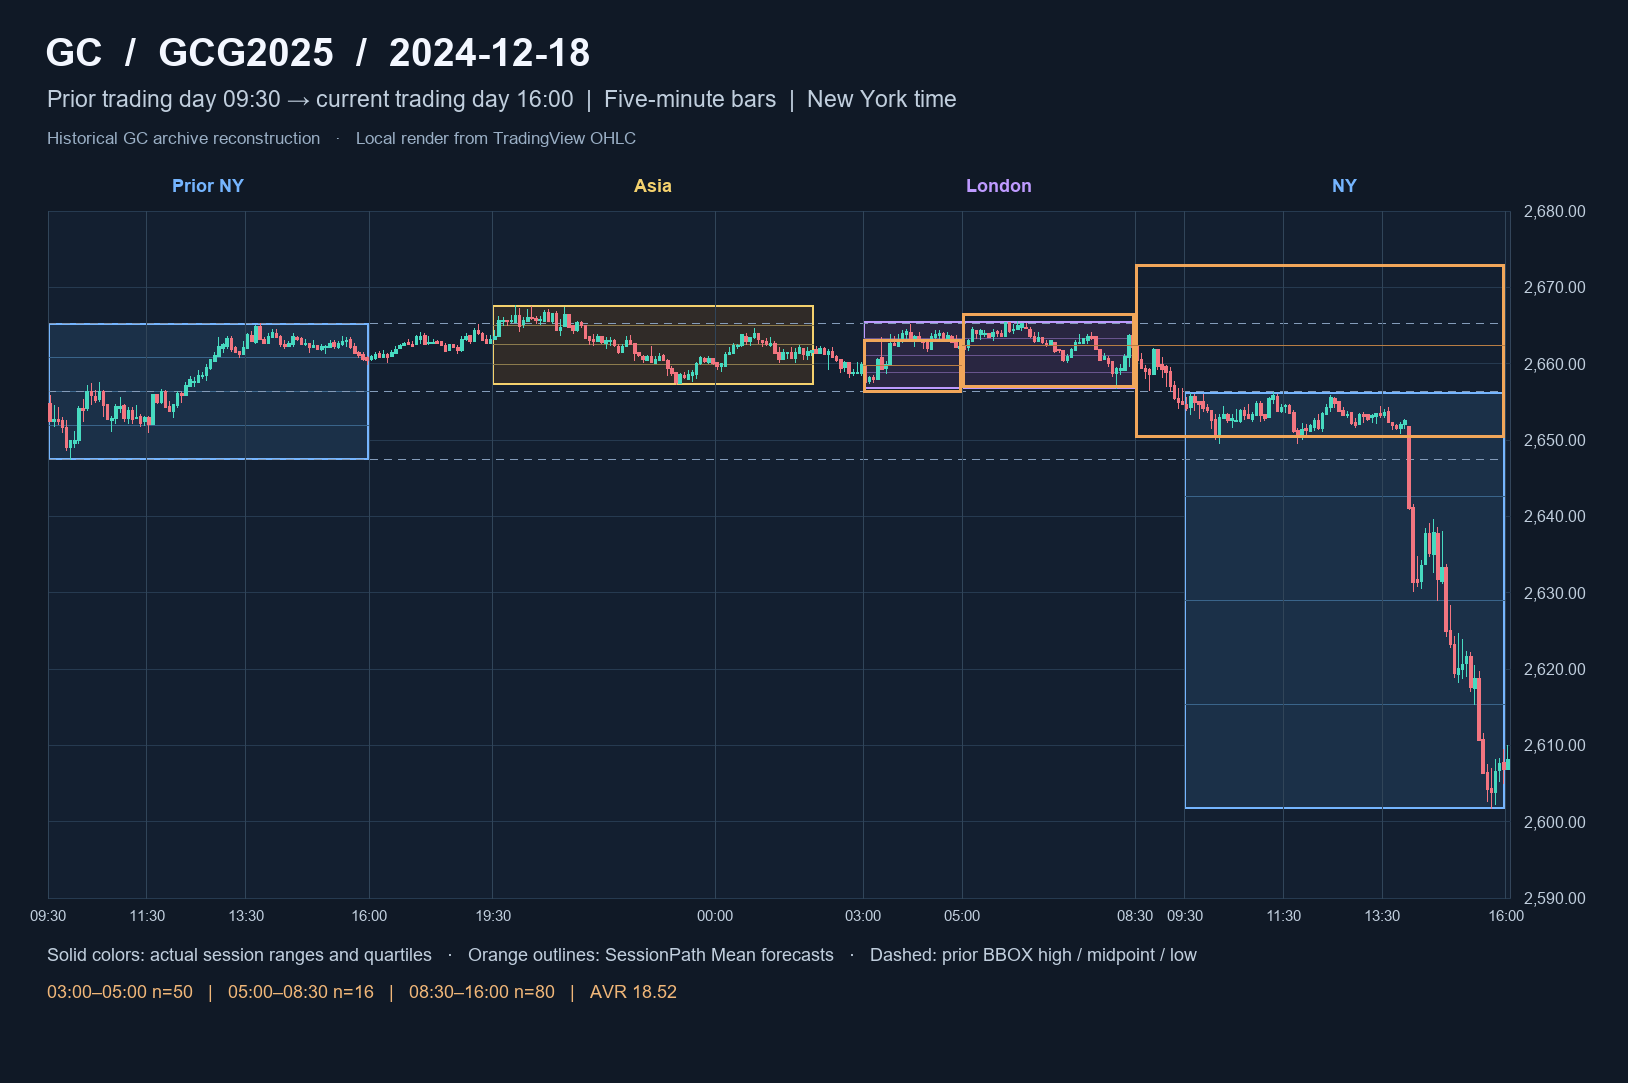 GC / GCG2025 / 2024-12-18
Prior trading day 09:30 → current trading day 16:00 | Five-minute bars | New York time
Historical GC archive reconstruction · Local render from TradingView OHLC
Prior NY Asia London NY
2,680.00
2,670.00
2,660.00
2,650.00
2,640.00
2,630.00
2,620.00
2,610.00
2,600.00
2,590.00
09:30 11:30 13:30 16:00 19:30 00:00 03:00 05:00 08:30 09:30 11:30 13:30 16:00
Solid colors: actual session ranges and quartiles · Orange outlines: SessionPath Mean forecasts · Dashed: prior BBOX high / midpoint / low
03:00–05:00 n=50 | 05:00–08:30 n=16 | 08:30–16:00 n=80 | AVR 18.52